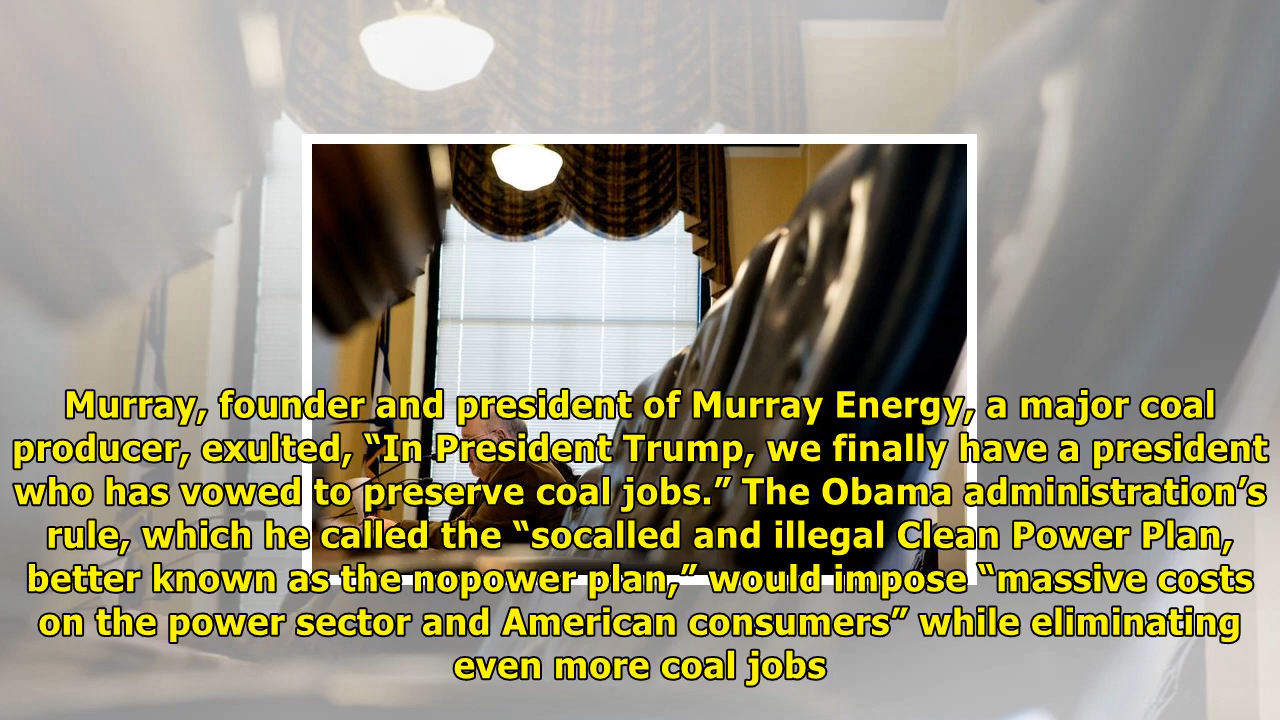 Murray, founder and president of Murray Energy, a major coal
producer, exulted, “In President Trump, we finally have a president
who has vowed to preserve coal jobs.” The Obama administration’s
rule, which he called the “socalled and illegal Clean Power Plan,
better known as the nopower plan,” would impose “massive costs
on the power sector and American consumers” while eliminating
even more coal jobs